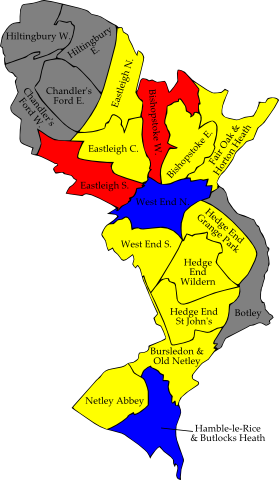 Hiltingbury W.
Hiltingbury
E.
Chandler's
Ford E.
Chandler's
Ford W.
Eastleigh N.
Bishopstoke W.
Eastleigh C.
Bishopstoke E.
Fair Oak &
Horton Heath
Eastleigh S.
West End N.
Hedge End
Grange Park
West End S.
Hedge
End
Wildern
Hedge End
St John's
Botley
Bursledon &
Old Netley
Netley Abbey
Hamble-le-Rice
& Butlocks Heath